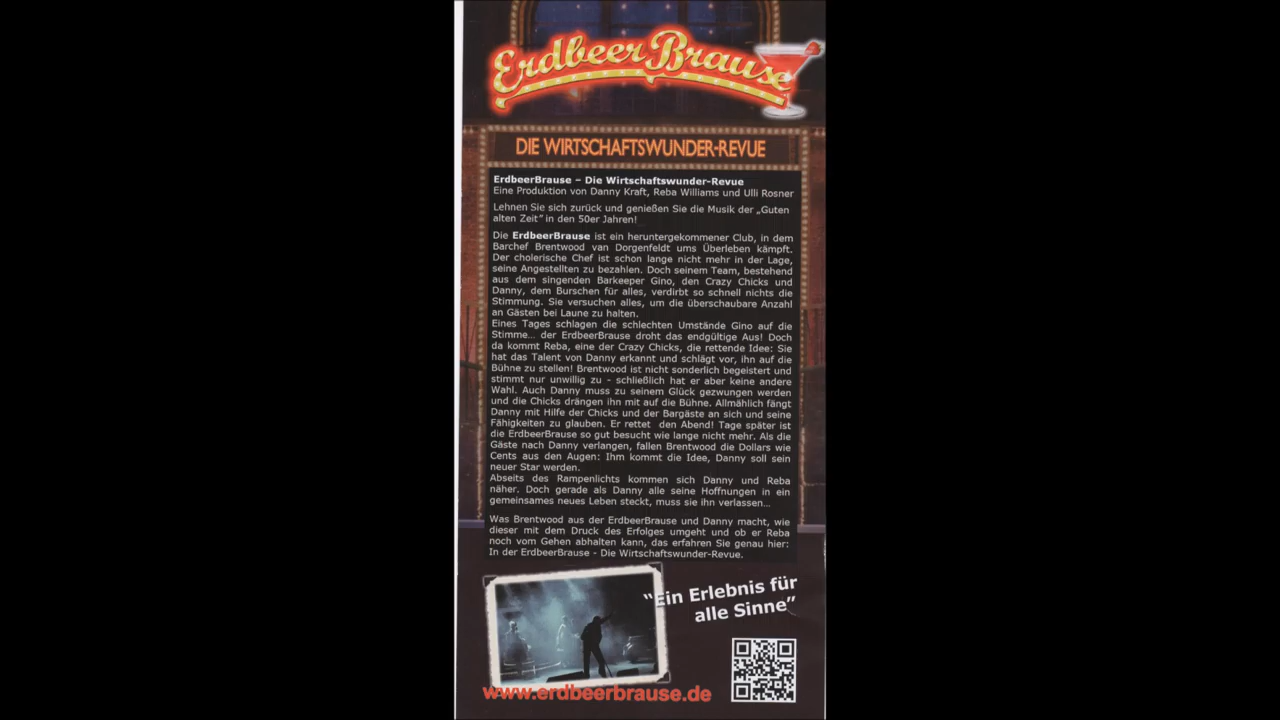 ErdbeerBrause
DIE WIRTSCHAFTSWUNDER-REVUE
ErdbeerBrause – Die Wirtschaftswunder-Revue
Eine Produktion von Danny Kraft, Reba Williams und Ulli Rosner
Lehnen Sie sich zurück und genießen Sie die Musik der „Guten
alten Zeit" in den 50er Jahren!
Die ErdbeerBrause ist ein heruntergekommener Club, in dem
Barchef Brentwood van Dorgenfeldt ums Überleben kämpft.
Der cholerische Chef ist schon lange nicht mehr in der Lage,
seine Angestellten zu bezahlen. Doch seinem Team, bestehend
aus dem singenden Barkeeper Gino, den Crazy Chicks und
Danny, dem Burschen für alles, verdirbt so schnell nichts die
Stimmung. Sie versuchen alles, um die überschaubare Anzahl
an Gästen bei Laune zu halten.
Eines Tages schlagen die schlechten Umstände Gino auf die
Stimme... der ErdbeerBrause droht das endgültige Aus! Doch
da kommt Reba, eine der Crazy Chicks, die rettende Idee: Sie
hat das Talent von Danny erkannt und schlägt vor, ihn auf die
Bühne zu stellen! Brentwood ist nicht sonderlich begeistert und
stimmt nur unwillig zu - schließlich hat er aber keine andere
Wahl. Auch Danny muss zu seinem Glück gezwungen werden
und die Chicks drängen ihn mit auf die Bühne. Allmählich fängt
Danny mit Hilfe der Chicks und der Bargäste an sich und seine
Fähigkeiten zu glauben. Er rettet den Abend! Tage später ist
die ErdbeerBrause so gut besucht wie lange nicht mehr. Als die
Gäste nach Danny verlangen, fallen Brentwood die Dollars wie
Cents aus den Augen: Ihm kommt die Idee, Danny soll sein
neuer Star werden.
Abseits des Rampenlichts kommen sich Danny und Reba
näher. Doch gerade als Danny alle seine Hoffnungen in ein
gemeinsames neues Leben steckt, muss sie ihn verlassen...
Was Brentwood aus der ErdbeerBrause und Danny macht, wie
dieser mit dem Druck des Erfolges umgeht und ob er Reba
noch vom Gehen abhalten kann, das erfahren Sie genau hier:
In der ErdbeerBrause - Die Wirtschaftswunder-Revue.
“Ein Erlebnis für
alle Sinne”
www.erdbeerbrause.de